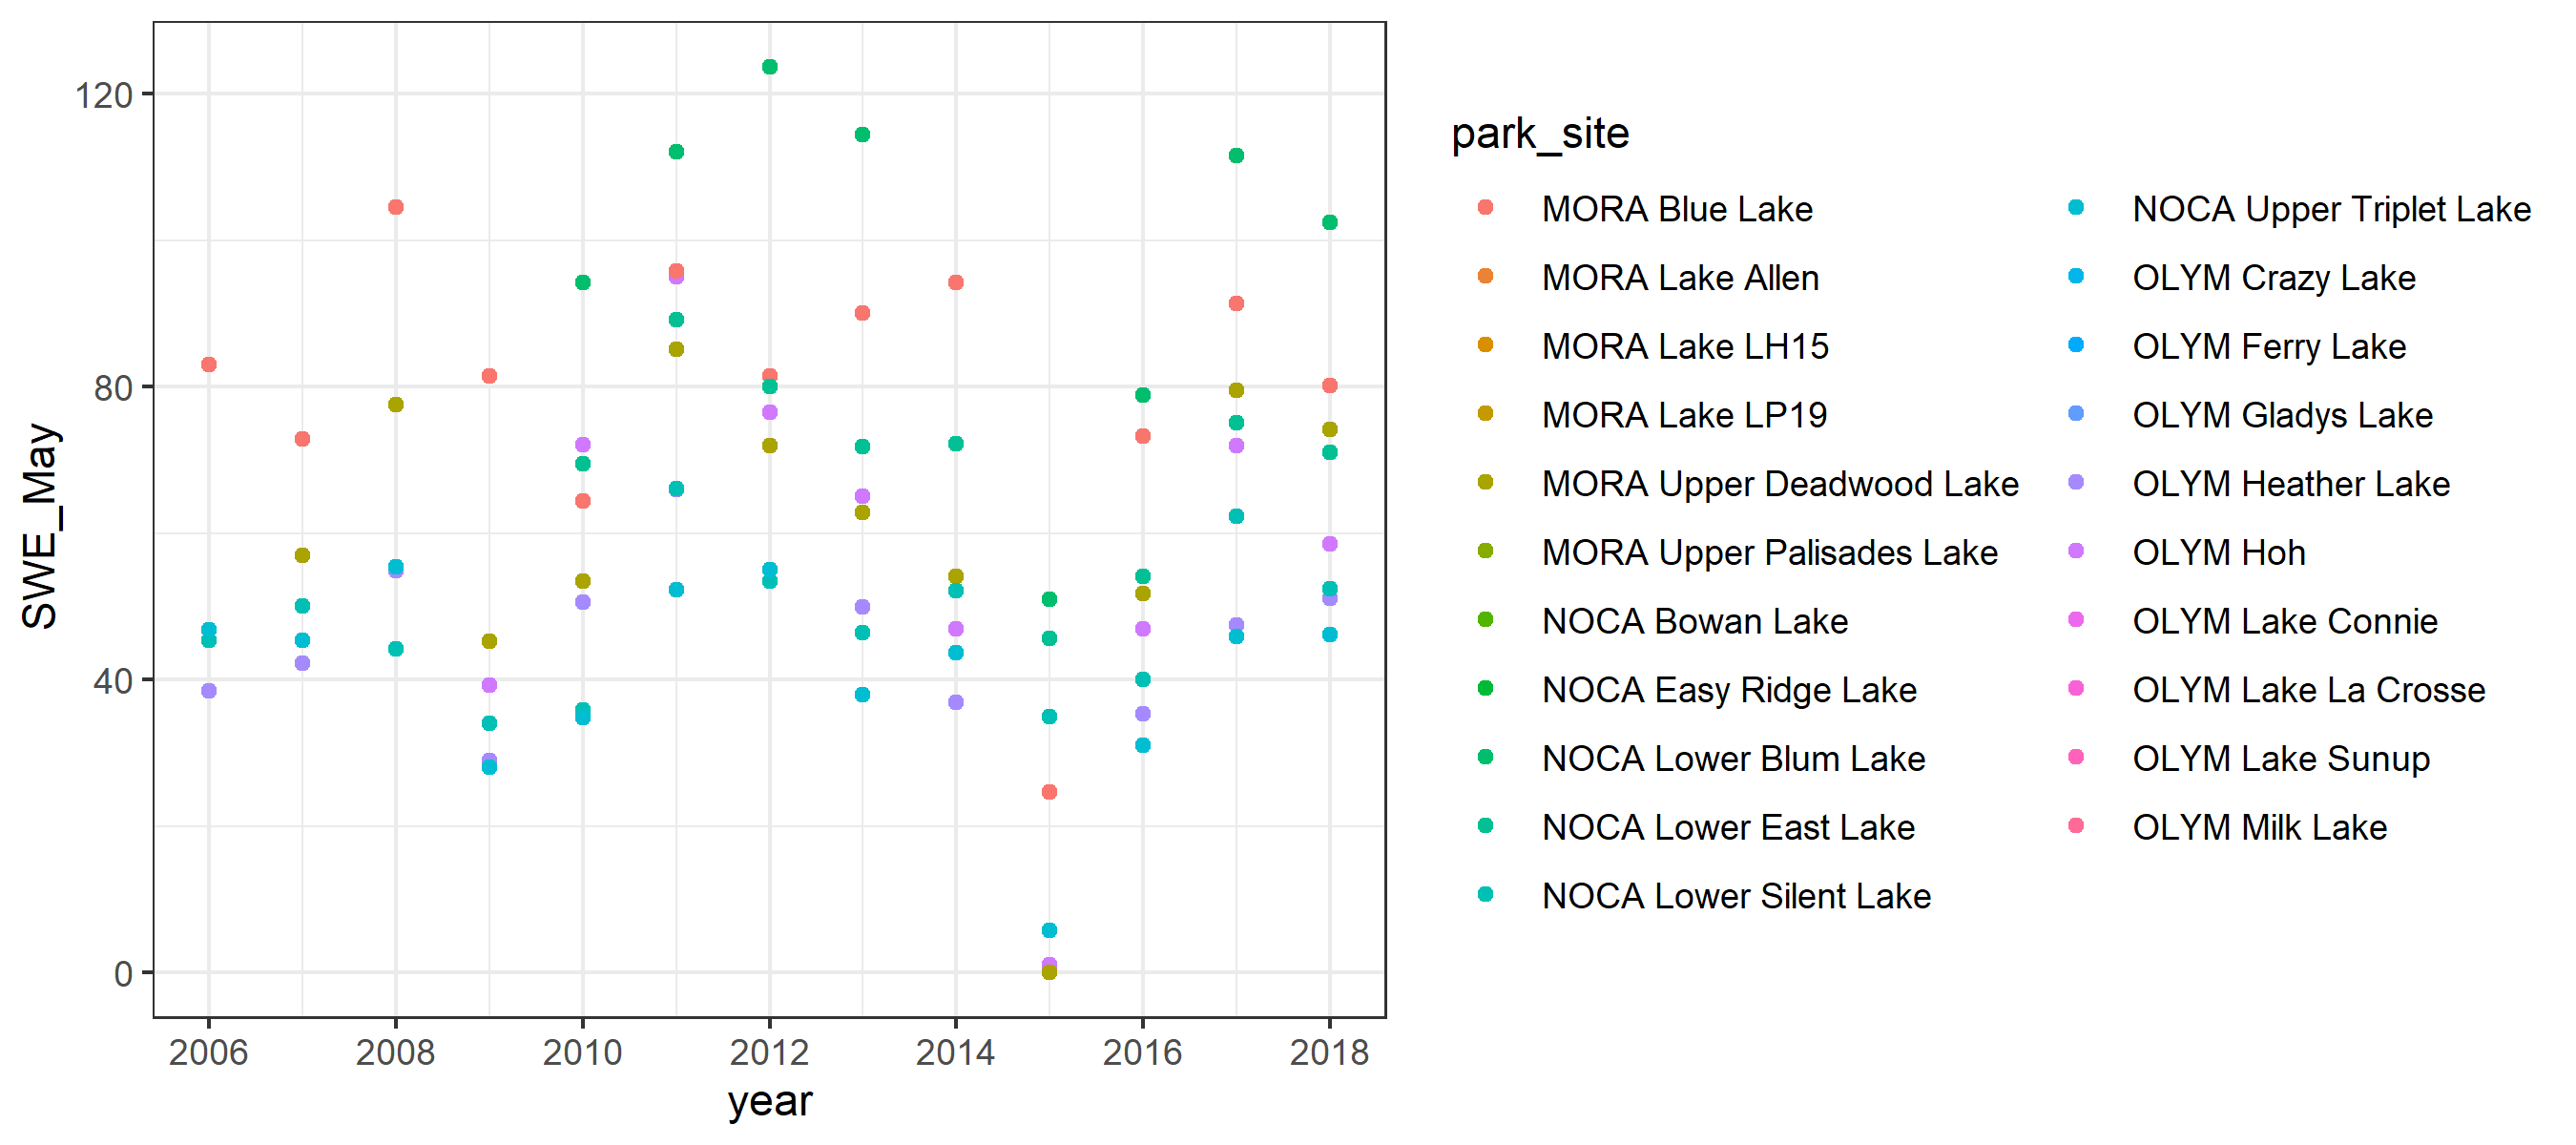 120
80
40
0
SWE_May
2006 2008 2010 2012 2014 2016 2018
year
park_site
MORA Blue Lake
MORA Lake Allen
MORA Lake LH15
MORA Lake LP19
MORA Upper Deadwood Lake
MORA Upper Palisades Lake
NOCA Bowan Lake
NOCA Easy Ridge Lake
NOCA Lower Blum Lake
NOCA Lower East Lake
NOCA Lower Silent Lake
NOCA Upper Triplet Lake
OLYM Crazy Lake
OLYM Ferry Lake
OLYM Gladys Lake
OLYM Heather Lake
OLYM Hoh
OLYM Lake Connie
OLYM Lake La Crosse
OLYM Lake Sunup
OLYM Milk Lake